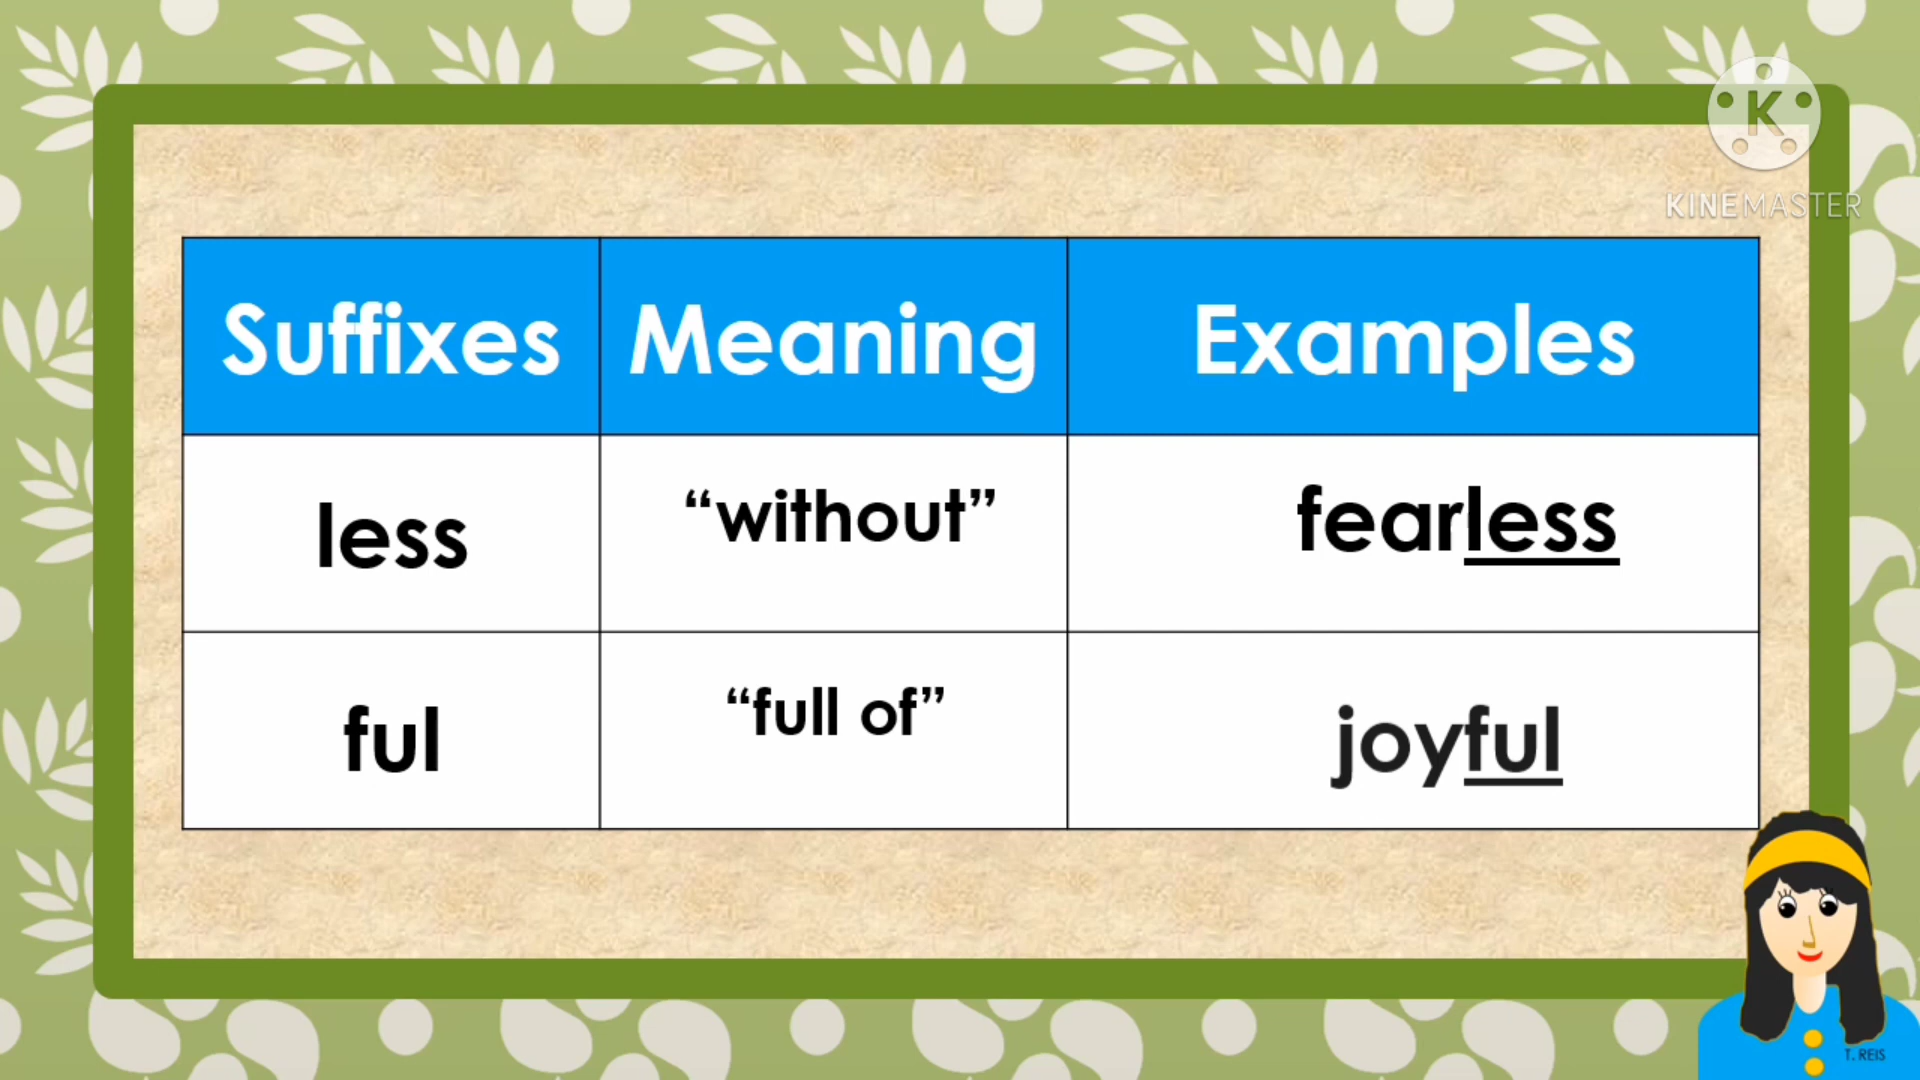 K
KINEMASTER
Suffixes Meaning Examples
less “without” fearless
ful “full of” joyful
T. REIS